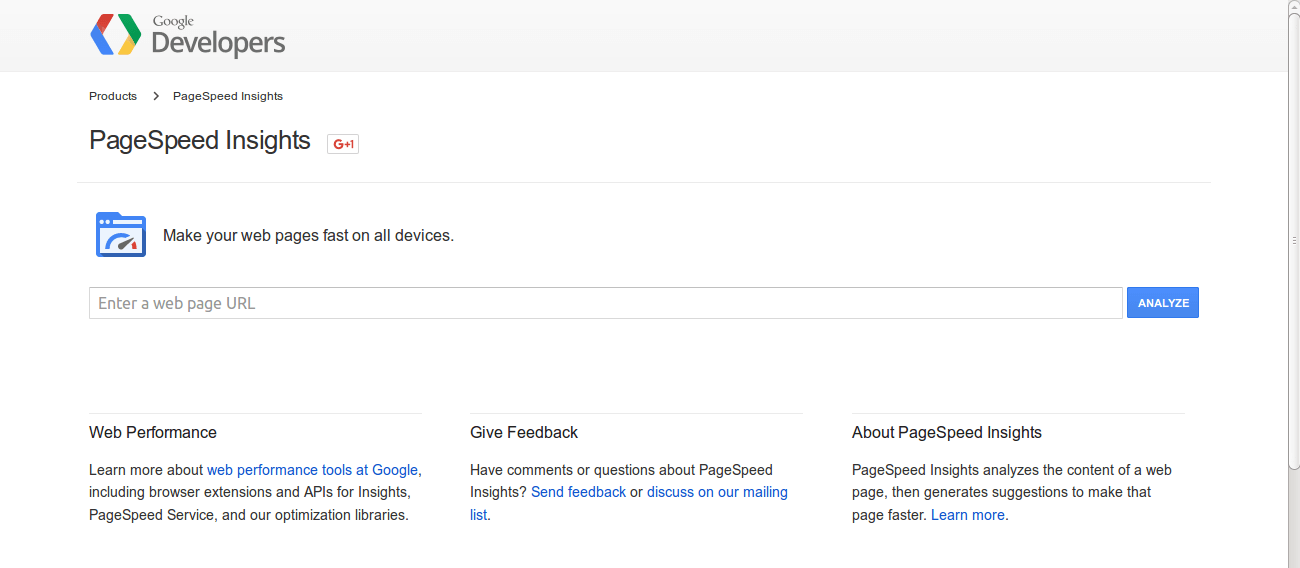 Google
Developers
Products > PageSpeed Insights
PageSpeed Insights G+1
Make your web pages fast on all devices.
Enter a web page URL ANALYZE
Web Performance
Learn more about web performance tools at Google,
including browser extensions and APIs for Insights,
PageSpeed Service, and our optimization libraries.
Give Feedback
Have comments or questions about PageSpeed
Insights? Send feedback or discuss on our mailing
list.
About PageSpeed Insights
PageSpeed Insights analyzes the content of a web
page, then generates suggestions to make that
page faster. Learn more.